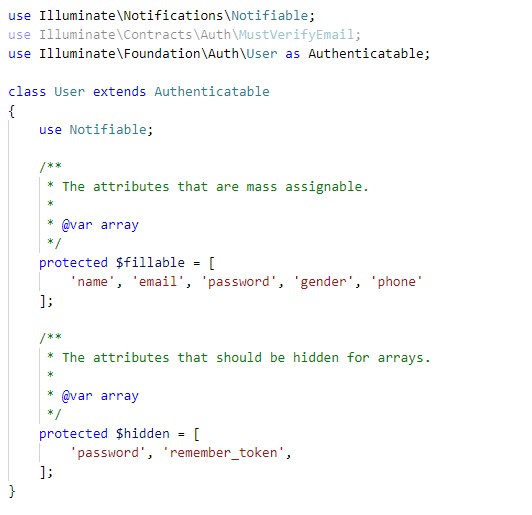 use Illuminate\Notifications\Notifiable;
use Illuminate\Contracts\Auth\MustVerifyEmail;
use Illuminate\Foundation\Auth\User as Authenticatable;

class User extends Authenticatable
{
    use Notifiable;

    /**
     * The attributes that are mass assignable.
     *
     * @var array
     */
    protected $fillable = [
        'name', 'email', 'password', 'gender', 'phone'
    ];

    /**
     * The attributes that should be hidden for arrays.
     *
     * @var array
     */
    protected $hidden = [
        'password', 'remember_token',
    ];
}